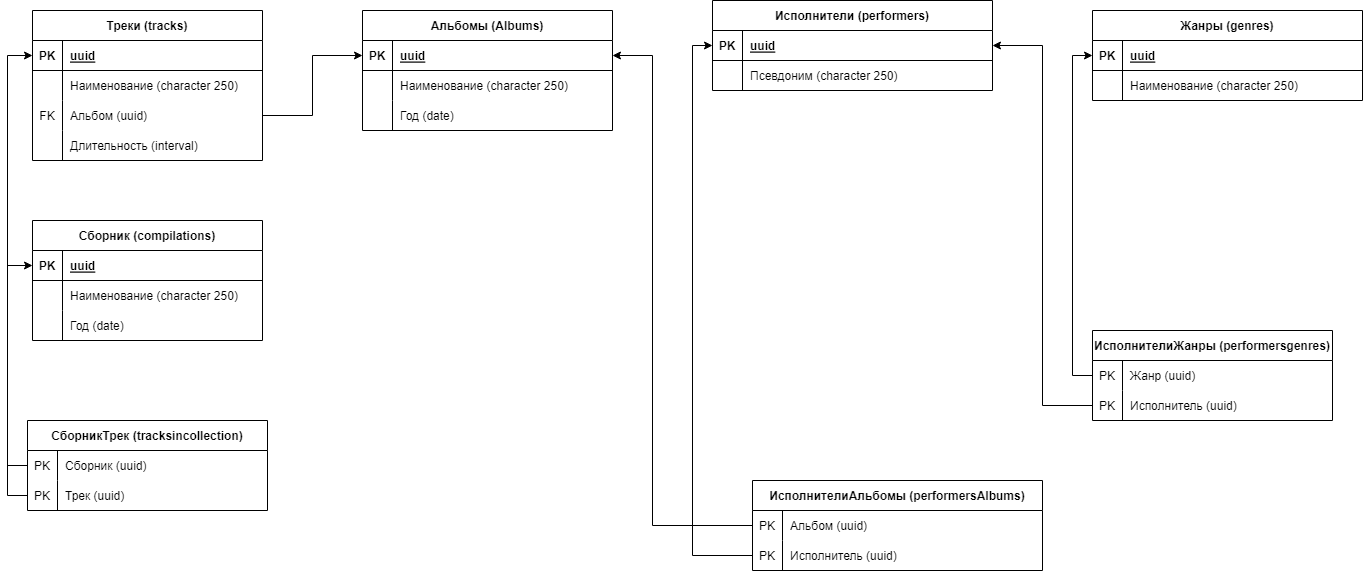 Треки (tracks)
PK uuid
Наименование (character 250)
FK Альбом (uuid)
Длительность (interval)
Альбомы (Albums)
PK uuid
Наименование (character 250)
Год (date)
Исполнители (performers)
PK uuid
Псевдоним (character 250)
Жанры (genres)
PK uuid
Наименование (character 250)
Сборник (compilations)
PK uuid
Наименование (character 250)
Год (date)
ИсполнителиЖанры (performersgenres)
PK Жанр (uuid)
PK Исполнитель (uuid)
СборникТрек (tracksincollection)
PK Сборник (uuid)
PK Трек (uuid)
ИсполнителиАльбомы (performersAlbums)
PK Альбом (uuid)
PK Исполнитель (uuid)